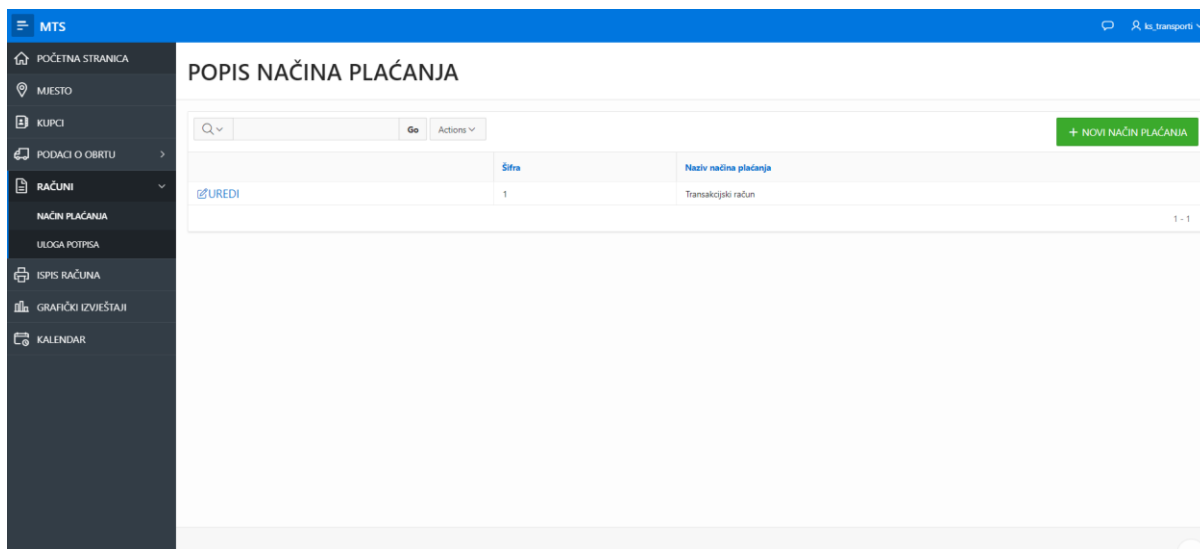 MTS
ks_transporti
POČETNA STRANICA
MJESTO
KUPCI
PODACI O OBRTU
RAČUNI
NAČIN PLAĆANJA
ULOGA POTPISA
ISPIS RAČUNA
GRAFIČKI IZVJEŠTAJI
KALENDAR
POPIS NAČINA PLAĆANJA
Go Actions
+ NOVI NAČIN PLAĆANJA
Šifra Naziv načina plaćanja
UREDI 1 Transakcijski račun
1 - 1